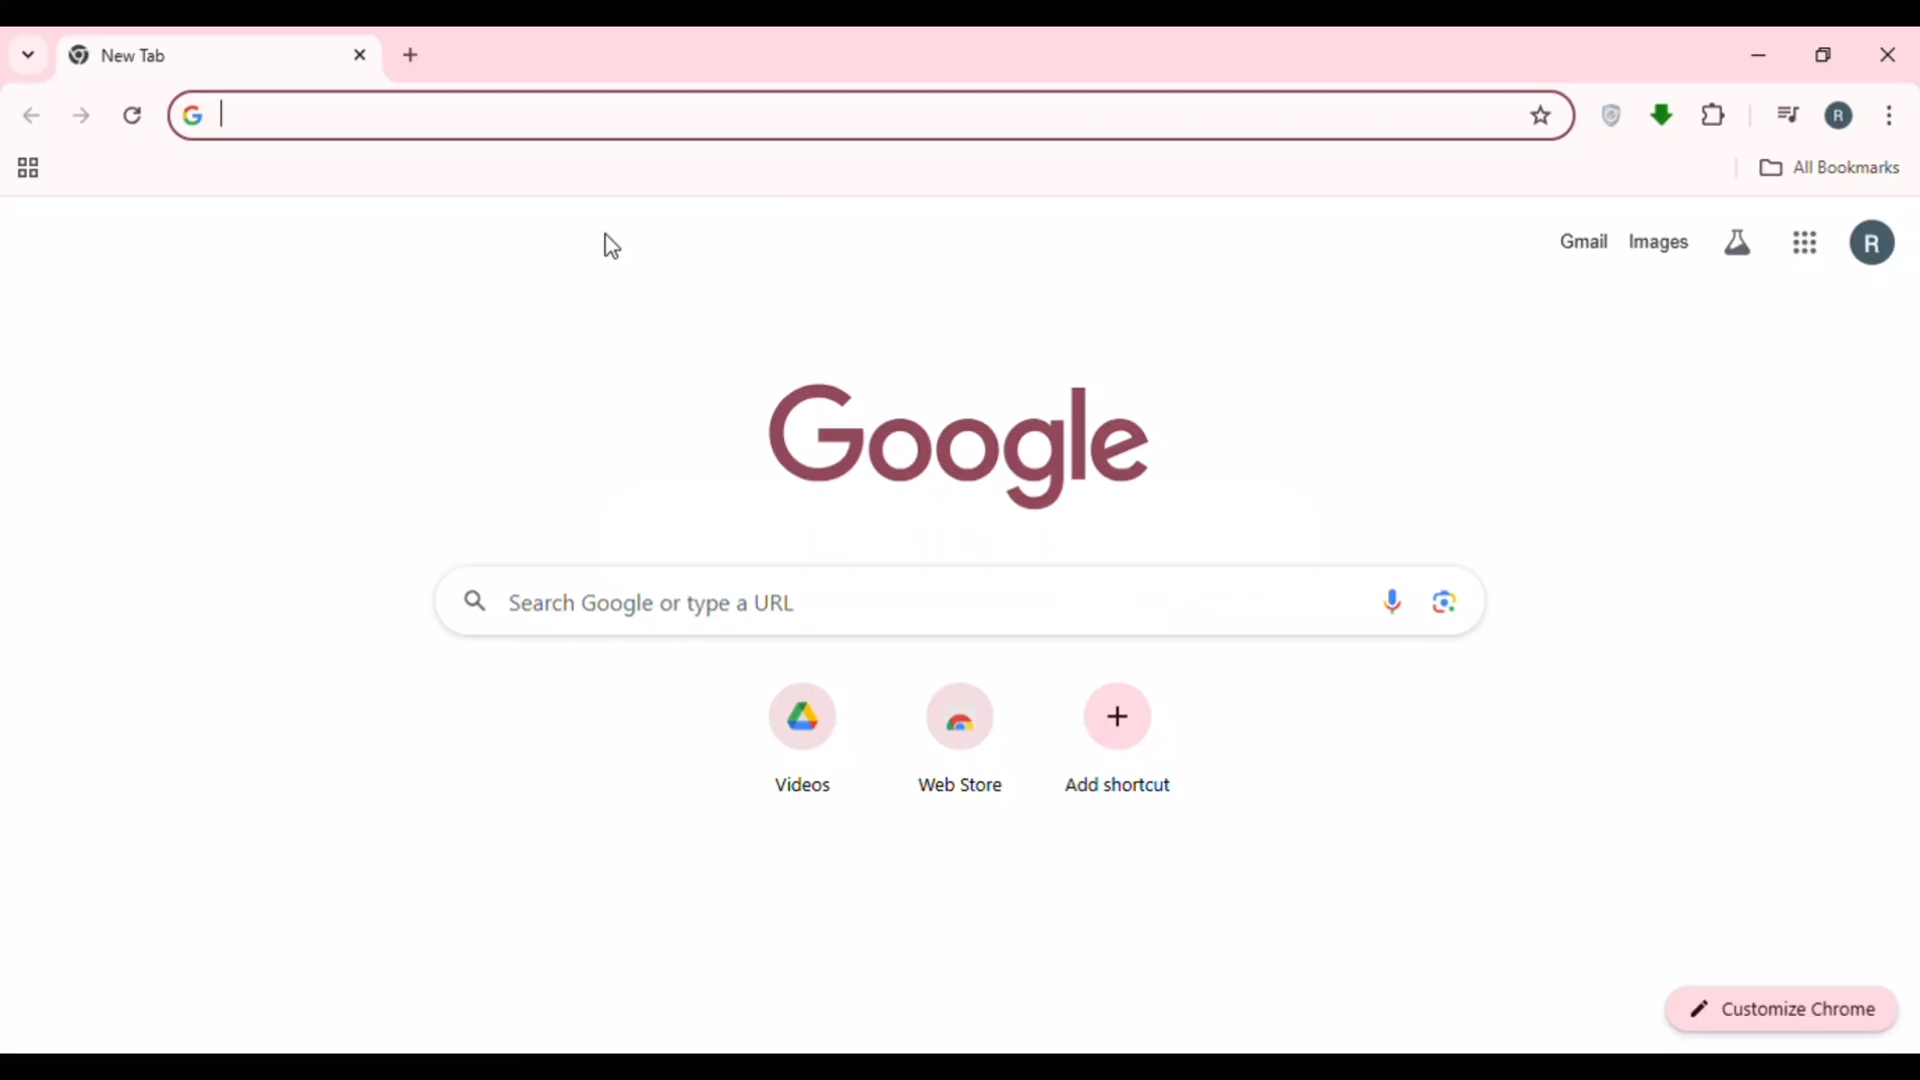 New Tab
All Bookmarks
Gmail Images
R
R
Google
Search Google or type a URL
Videos Web Store Add shortcut
Customize Chrome